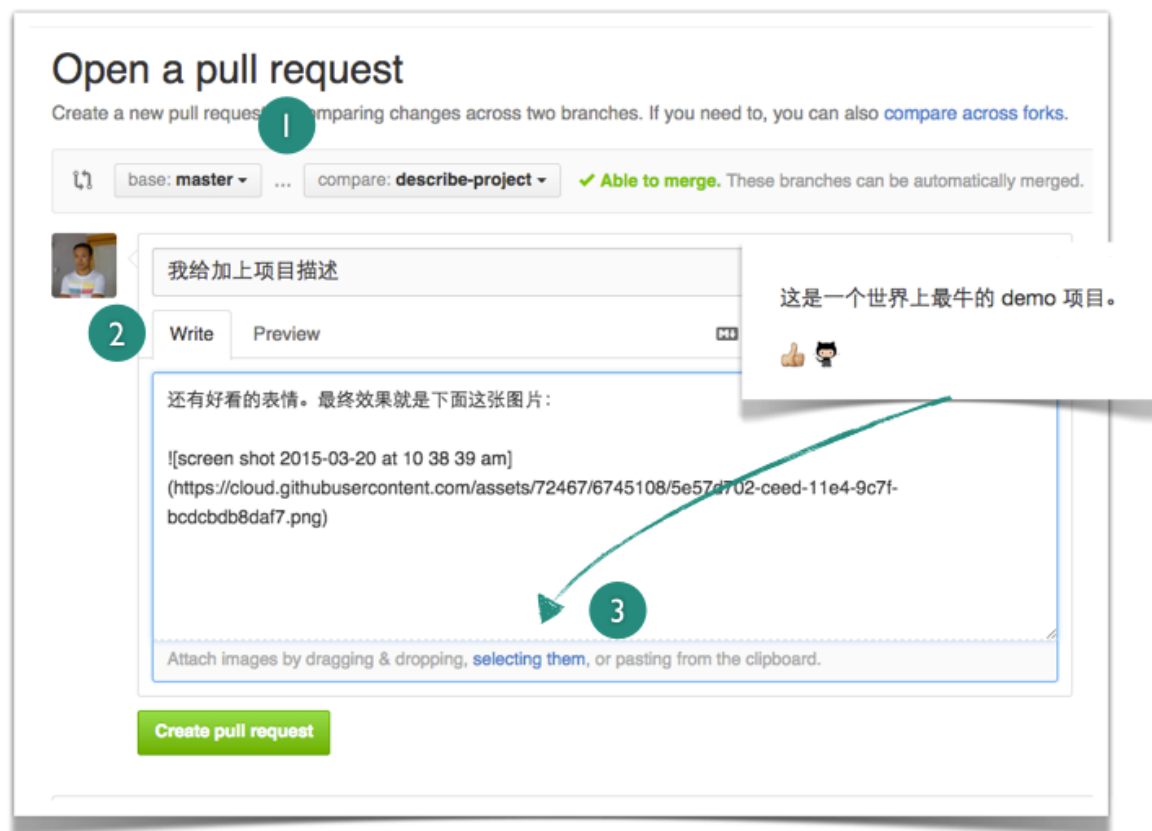 Open a pull request
Create a new pull request comparing changes across two branches. If you need to, you can also compare across forks.
1
base: master ... compare: describe-project ✓ Able to merge. These branches can be automatically merged.
我给加上项目描述
这是一个世界上最牛的 demo 项目。
2
Write Preview
还有好看的表情。最终效果就是下面这张图片：
![screen shot 2015-03-20 at 10 38 39 am]
(https://cloud.githubusercontent.com/assets/72467/6745108/5e57d702-ceed-11e4-9c7f-
bcdcbdb8daf7.png)
3
Attach images by dragging & dropping, selecting them, or pasting from the clipboard.
Create pull request